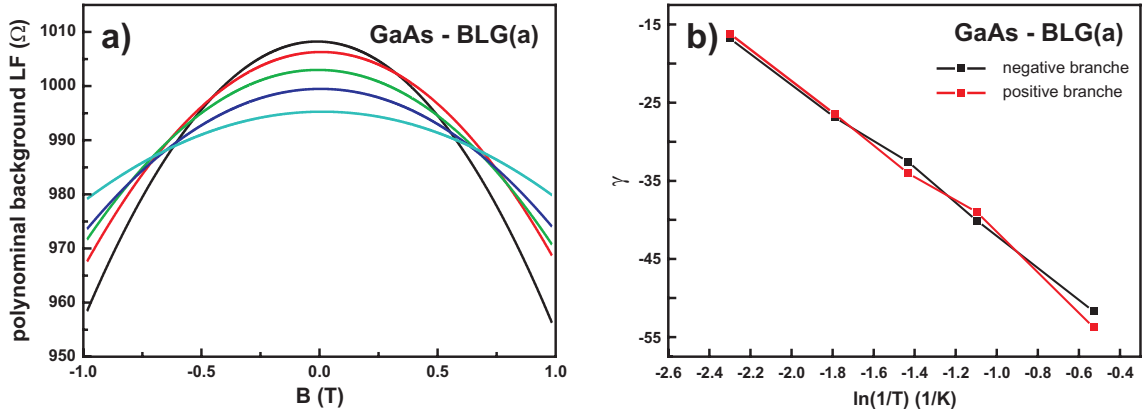 a)
GaAs - BLG(a)
polynominal background LF (Ω)
1010
1000
990
980
970
960
950
-1.0
-0.5
0.0
0.5
1.0
B (T)
b)
GaAs - BLG(a)
negative branche
positive branche
γ
-15
-25
-35
-45
-55
-2.6
-2.4
-2.2
-2.0
-1.8
-1.6
-1.4
-1.2
-1.0
-0.8
-0.6
-0.4
ln(1/T) (1/K)